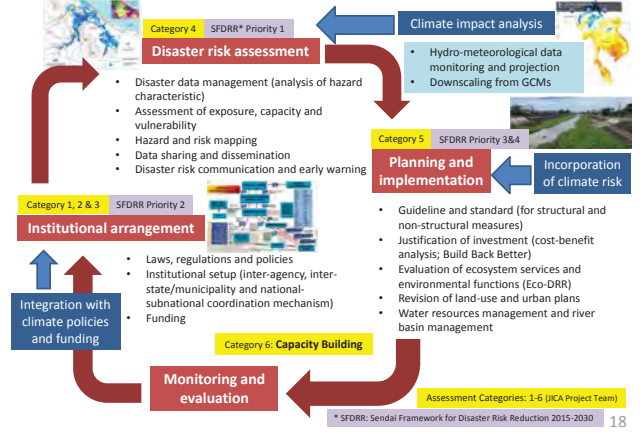 Category 4
SFDRR* Priority 1
Disaster risk assessment
Climate impact analysis
• Hydro-meteorological data
monitoring and projection
• Downscaling from GCMs
• Disaster data management (analysis of hazard
characteristic)
• Assessment of exposure, capacity and
vulnerability
• Hazard and risk mapping
• Data sharing and dissemination
• Disaster risk communication and early warning
Category 5
SFDRR Priority 3&4
Planning and
implementation
Incorporation
of climate risk
• Guideline and standard (for structural and
non-structural measures)
• Justification of investment (cost-benefit
analysis; Build Back Better)
• Evaluation of ecosystem services and
environmental functions (Eco-DRR)
• Revision of land-use and urban plans
• Water resources management and river
basin management
Category 1, 2 & 3
SFDRR Priority 2
Institutional arrangement
• Laws, regulations and policies
• Institutional setup (inter-agency, inter-
state/municipality and national-
subnational coordination mechanism)
• Funding
Integration with
climate policies
and funding
Category 6: Capacity Building
Monitoring and
evaluation
Assessment Categories: 1-6 (JICA Project Team)
* SFDRR: Sendai Framework for Disaster Risk Reduction 2015-2030
18